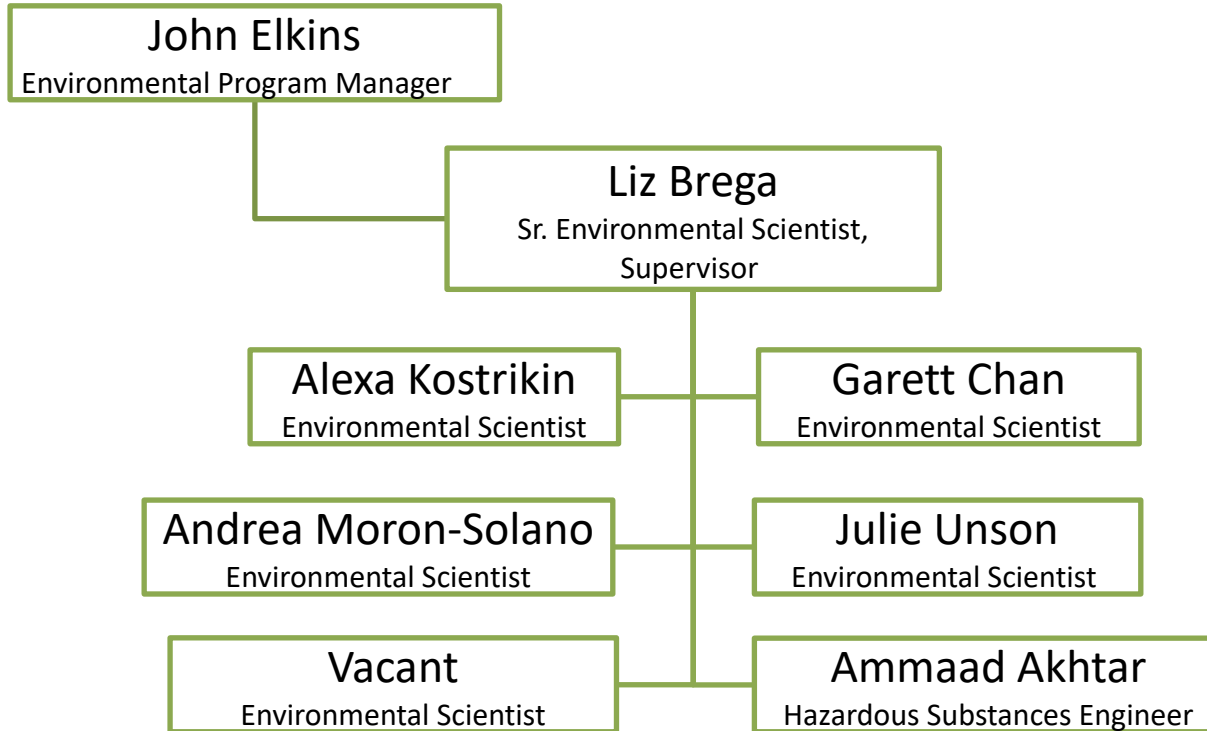 John Elkins
Environmental Program Manager
Liz Brega
Sr. Environmental Scientist,
Supervisor
Alexa Kostrikin
Environmental Scientist
Garett Chan
Environmental Scientist
Andrea Moron-Solano
Environmental Scientist
Julie Unson
Environmental Scientist
Vacant
Environmental Scientist
Ammaad Akhtar
Hazardous Substances Engineer